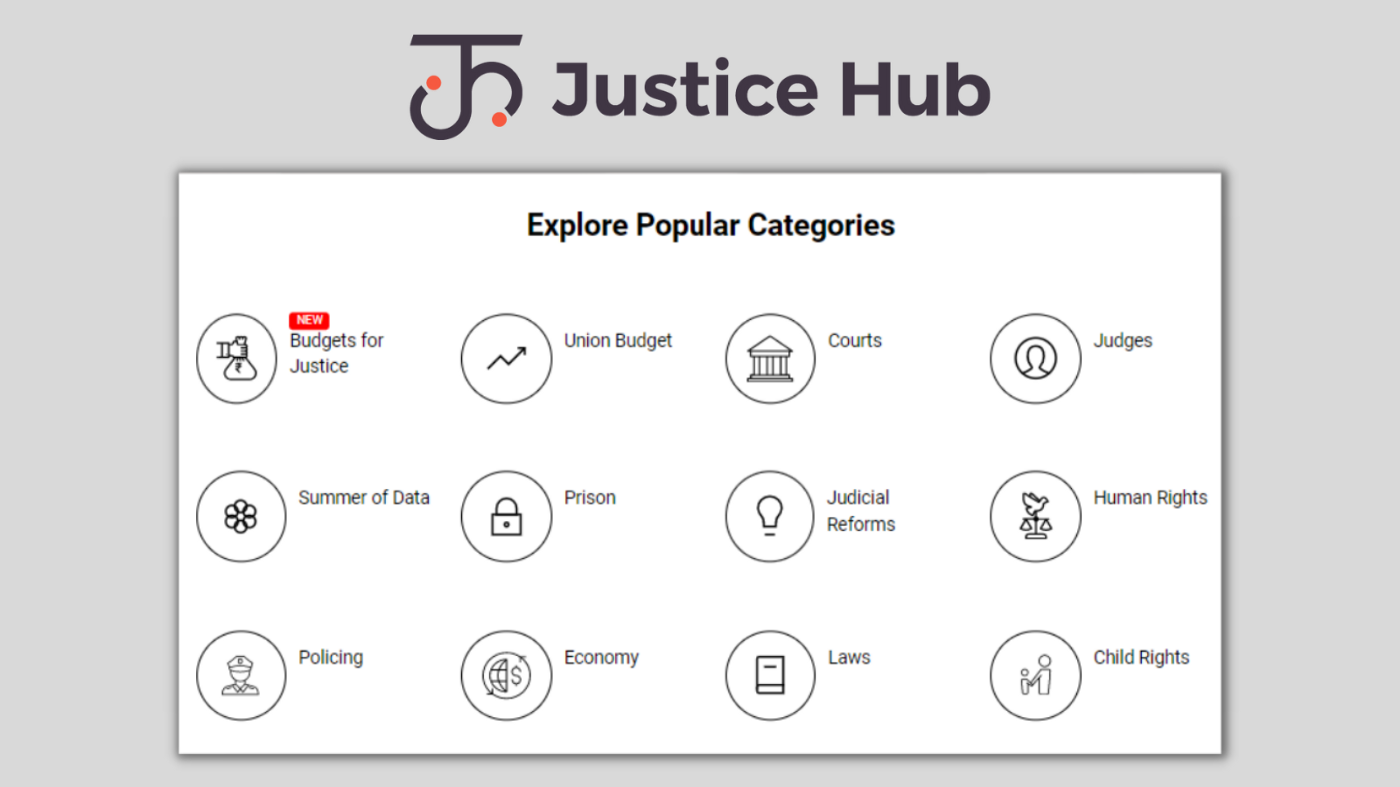 Justice Hub
Explore Popular Categories
NEW
Budgets for
Justice
Union Budget
Courts
Judges
Summer of Data
Prison
Judicial
Reforms
Human Rights
Policing
Economy
Laws
Child Rights